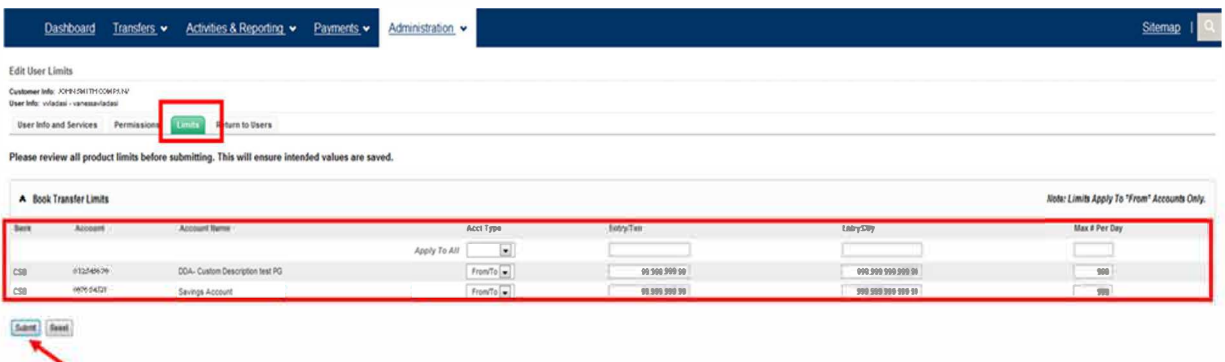 Dashboard Transfers Activities & Reporting Payments Administration Sitemap |
Edit User Limits
Customer Info: JOHN SMITH COMPANY
User Info: vvladasi - vanessavladasi
User Info and Services Permissions Limits Return to Users
Please review all product limits before submitting. This will ensure intended values are saved.
Book Transfer Limits Note: Limits Apply To "From" Accounts Only.
Bank Account Account Name Acct Type Entry/Txn Entry/Day Max # Per Day
Apply To All
CSB DDA- Custom Description test PG From/To 99,999,999.99 999,999,999,999.99 999
CSB Savings Account From/To 99,999,999.99 999,999,999,999.99 999
Submit Reset